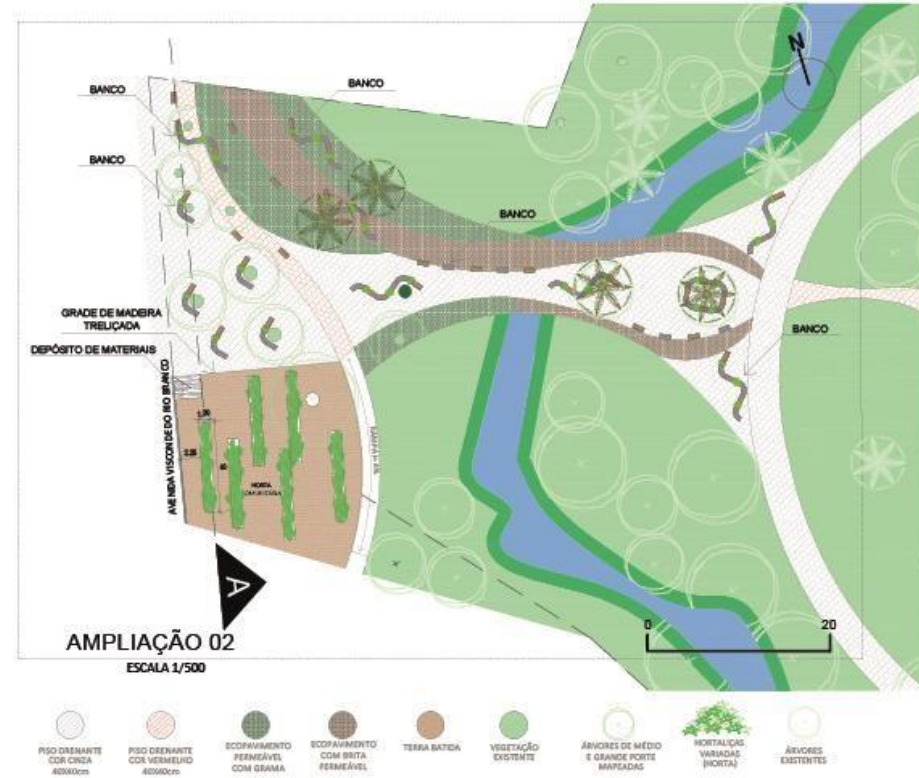 N
BANCO
BANCO
BANCO
BANCO
GRADE DE MADEIRA
TRELIÇADA
DEPÓSITO DE MATERIAIS
BANCO
AVENIDA VISCONDE DO RIO BRANCO
1.20
HORTA
A
AMPLIAÇÃO 02
ESCALA 1/500
0
20
PISO DRENANTE
COR CINZA
40X40cm
PISO DRENANTE
COR VERMELHO
40X40cm
ECOPAVIMENTO
PERMEÁVEL
COM GRAMA
ECOPAVIMENTO
COM BRITA
PERMEÁVEL
TERRA BATIDA
VEGETAÇÃO
EXISTENTE
ÁRVORES DE MÉDIO
E GRANDE PORTE
MAPEADAS
HORTALIÇAS
VARIADAS
(HORTA)
ÁRVORES
EXISTENTES